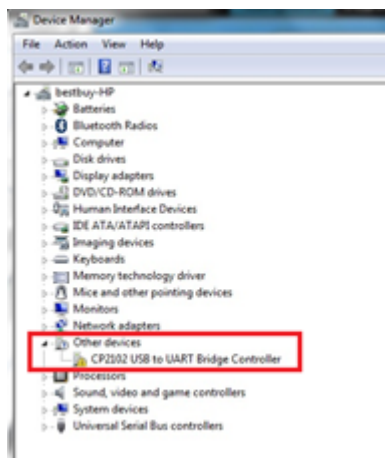 Device Manager
File Action View Help
bestbuy-HP
Batteries
Bluetooth Radios
Computer
Disk drives
Display adapters
DVD/CD-ROM drives
Human Interface Devices
IDE ATA/ATAPI controllers
Imaging devices
Keyboards
Memory technology driver
Mice and other pointing devices
Monitors
Network adapters
Other devices
CP2102 USB to UART Bridge Controller
Processors
Sound, video and game controllers
System devices
Universal Serial Bus controllers